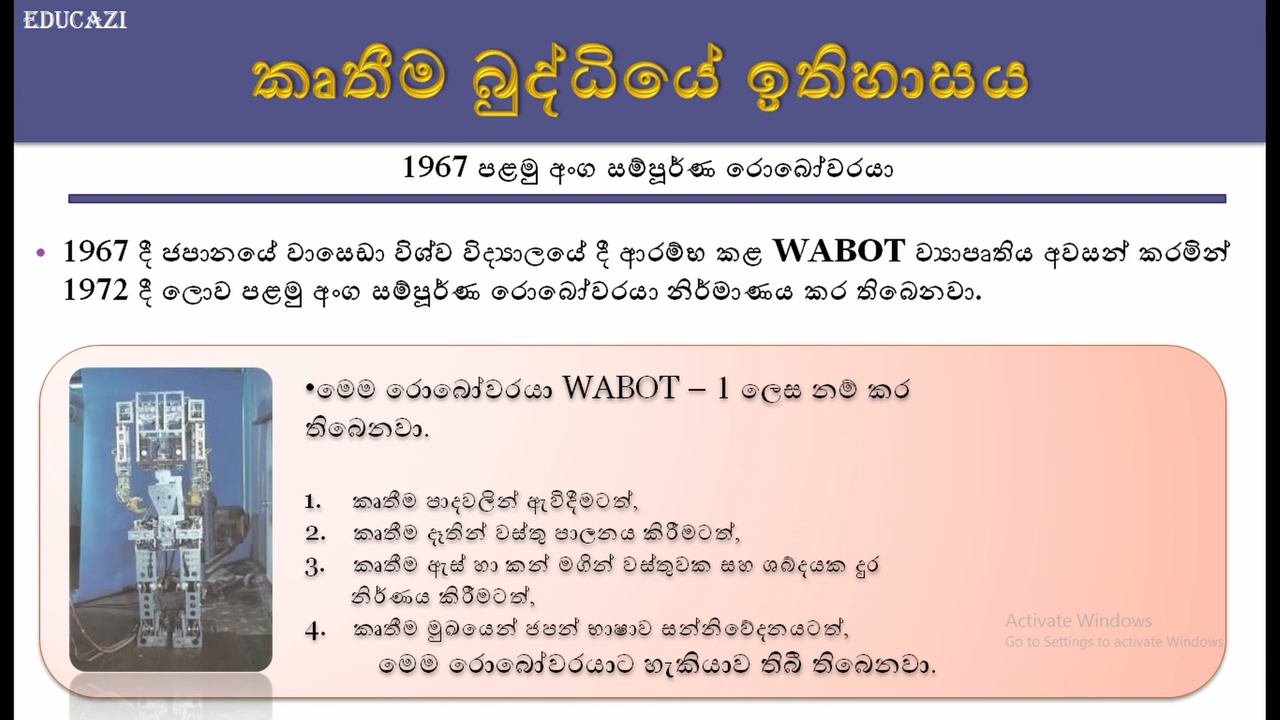 EDUCAZI
කෘතීම බුද්ධියේ ඉතිහාසය
1967 පළමු අංග සම්පූර්ණ රොබෝවරයා
• 1967 දී ජපානයේ වාසෙඩා විශ්ව විද්‍යාලයේ දී ආරම්භ කළ WABOT ව්‍යාපෘතිය අවසන් කරමින්
1972 දී ලොව පළමු අංග සම්පූර්ණ රොබෝවරයා නිර්මාණය කර තිබෙනවා.
•මෙම රොබෝවරයා WABOT – 1 ලෙස නම් කර
තිබෙනවා.
1. කෘතීම පාදවලින් ඇවිදීමටත්,
2. කෘතීම දෑතින් වස්තු පාලනය කිරීමටත්,
3. කෘතීම ඇස් හා කන් මගින් වස්තුවක සහ ශබ්දයක දුර
නිර්ණය කිරීමටත්,
4. කෘතීම මුඛයෙන් ජපන් භාෂාව සන්නිවේදනයටත්,
මෙම රොබෝවරයාට හැකියාව තිබී තිබෙනවා.
Activate Windows
Go to Settings to activate Windows